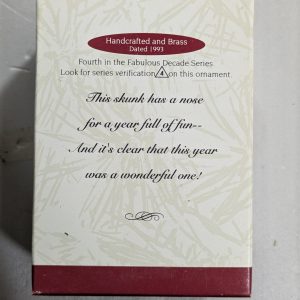 Handcrafted and Brass
Dated 1993
Fourth in the Fabulous Decade Series.
Look for series verification 4 on this ornament.
This skunk has a nose
for a year full of fun--
And it's clear that this year
was a wonderful one!